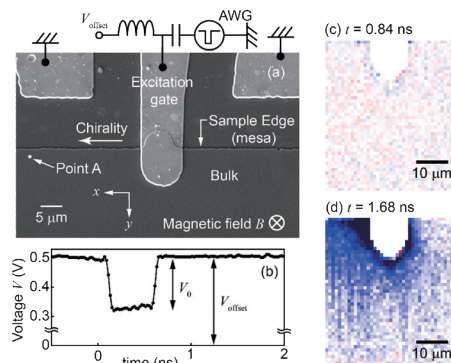 V_offset
AWG
(a)
Excitation
gate
Chirality
Sample Edge
(mesa)
Point A
Bulk
x
y
5 μm
Magnetic field B ⊗
(b)
Voltage V (V)
0.5
0.4
0.3
0
V_0
V_offset
0
1
2
time (ns)
(c) t = 0.84 ns
10 μm
(d) t = 1.68 ns
10 μm